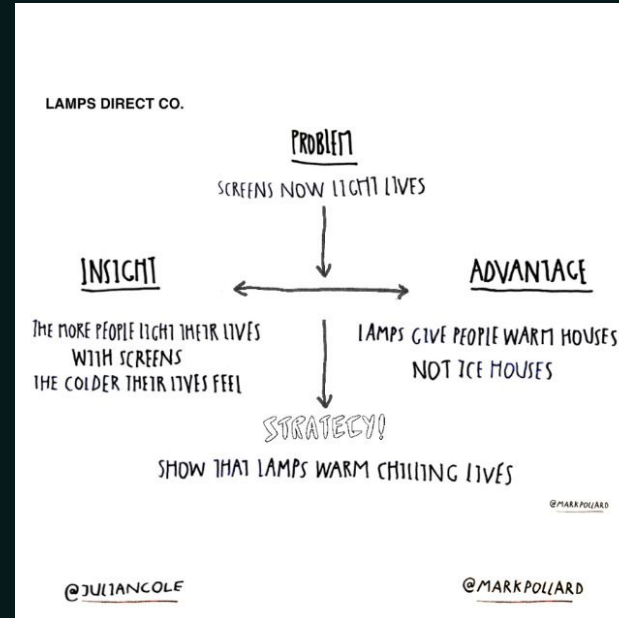 LAMPS DIRECT CO.
PROBLEM
SCREENS NOW LIGHT LIVES
INSIGHT
THE MORE PEOPLE LIGHT THEIR LIVES
WITH SCREENS
THE COLDER THEIR LIVES FEEL
ADVANTAGE
LAMPS GIVE PEOPLE WARM HOUSES
NOT ICE HOUSES
STRATEGY!
SHOW THAT LAMPS WARM CHILLING LIVES
@MARKPOLLARD
@JULIANCOLE
@MARKPOLLARD